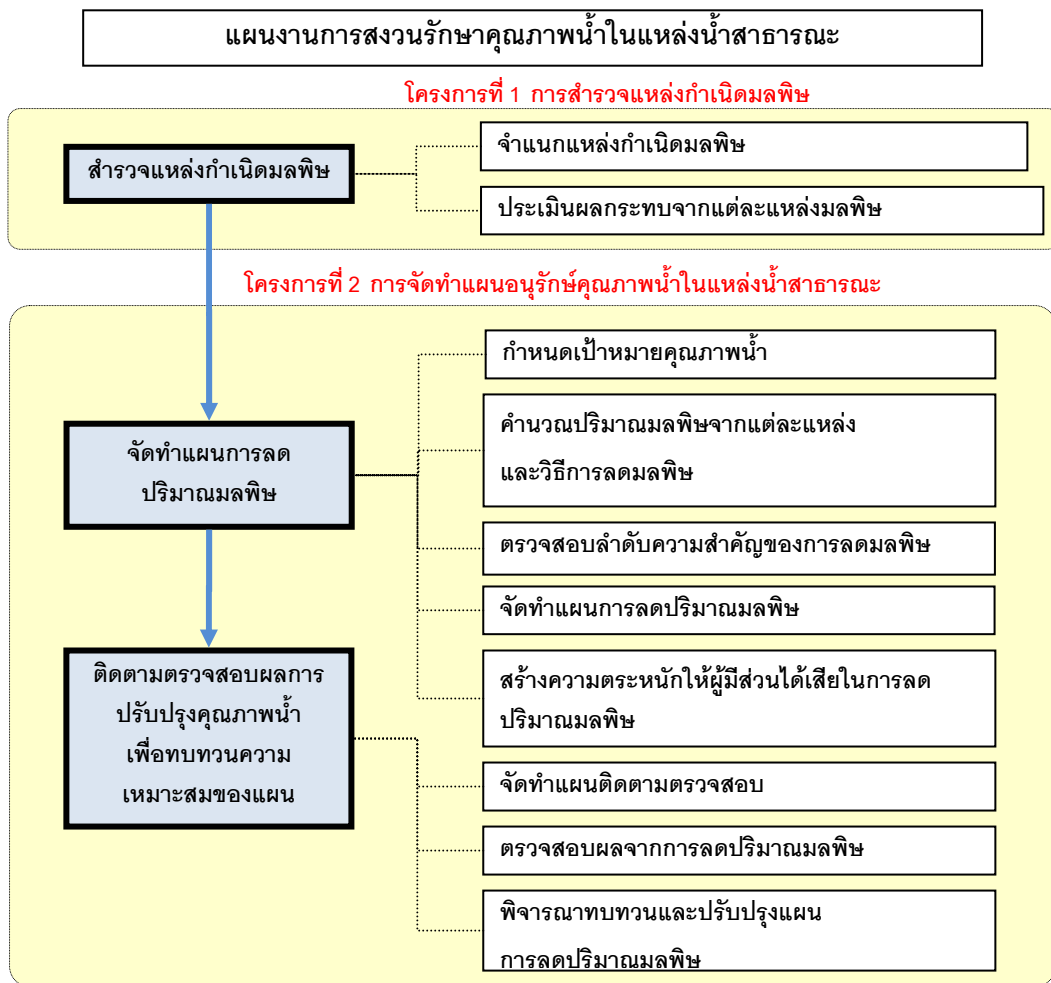 แผนงานการสงวนรักษาคุณภาพน้ำในแหล่งน้ำสาธารณะ
โครงการที่ 1 การสำรวจแหล่งกำเนิดมลพิษ
สำรวจแหล่งกำเนิดมลพิษ
จำแนกแหล่งกำเนิดมลพิษ
ประเมินผลกระทบจากแต่ละแหล่งมลพิษ
โครงการที่ 2 การจัดทำแผนอนุรักษ์คุณภาพน้ำในแหล่งน้ำสาธารณะ
จัดทำแผนการลด
ปริมาณมลพิษ
กำหนดเป้าหมายคุณภาพน้ำ
คำนวณปริมาณมลพิษจากแต่ละแหล่ง
และวิธีการลดมลพิษ
ตรวจสอบลำดับความสำคัญของการลดมลพิษ
จัดทำแผนการลดปริมาณมลพิษ
สร้างความตระหนักให้ผู้มีส่วนได้เสียในการลด
ปริมาณมลพิษ
ติดตามตรวจสอบผลการ
ปรับปรุงคุณภาพน้ำ
เพื่อทบทวนความ
เหมาะสมของแผน
จัดทำแผนติดตามตรวจสอบ
ตรวจสอบผลจากการลดปริมาณมลพิษ
พิจารณาทบทวนและปรับปรุงแผน
การลดปริมาณมลพิษ